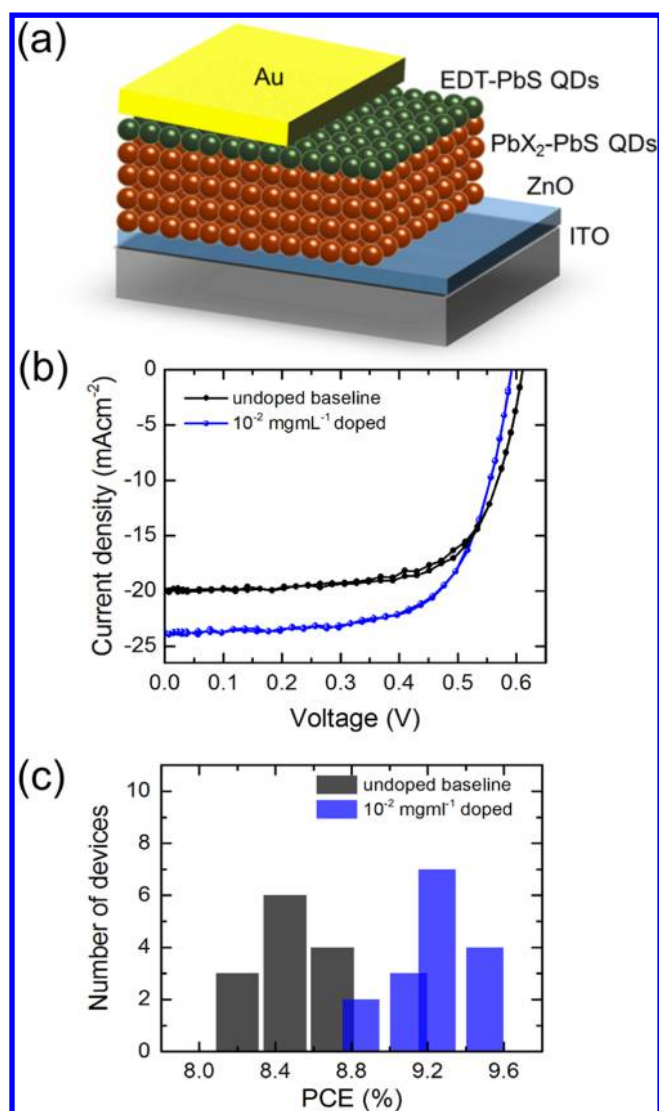 (a)
Au
EDT-PbS QDs
PbX₂-PbS QDs
ZnO
ITO
(b)
0
-5
-10
-15
-20
-25
Current density (mAcm⁻²)
undoped baseline
10⁻² mgmL⁻¹ doped
0.0 0.1 0.2 0.3 0.4 0.5 0.6
Voltage (V)
(c)
10
8
6
4
2
0
Number of devices
undoped baseline
10⁻² mgml⁻¹ doped
8.0 8.4 8.8 9.2 9.6
PCE (%)